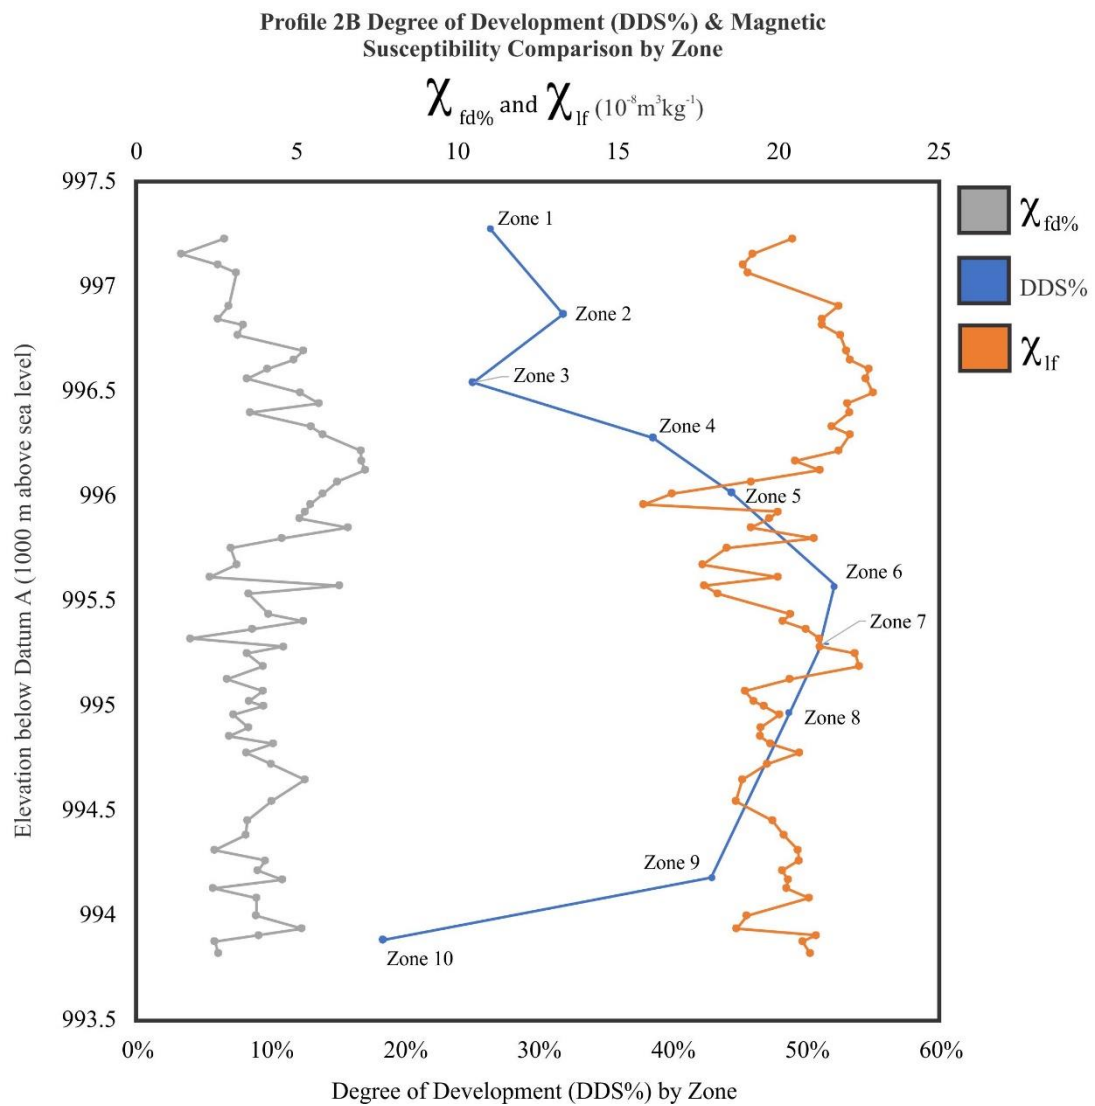 Profile 2B Degree of Development (DDS%) & Magnetic
Susceptibility Comparison by Zone
χfd% and χlf (10⁻⁸m³kg⁻¹)
0 5 10 15 20 25
997.5
997
996.5
996
995.5
995
994.5
994
993.5
Elevation below Datum A (1000 m above sea level)
Zone 1
Zone 2
Zone 3
Zone 4
Zone 5
Zone 6
Zone 7
Zone 8
Zone 9
Zone 10
χfd%
DDS%
χlf
0% 10% 20% 30% 40% 50% 60%
Degree of Development (DDS%) by Zone